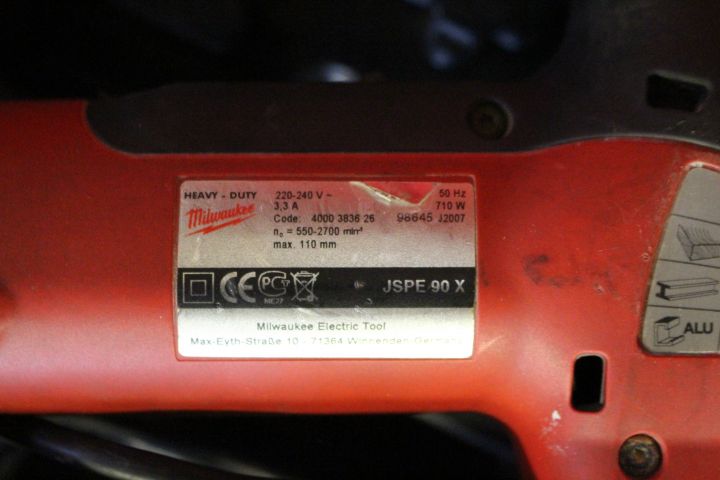 HEAVY - DUTY 220-240 V ~ 50 Hz
Milwaukee 3,3 A 710 W
Code: 4000 3836 26 98645 J2007
n₀ = 550-2700 min⁻¹
max. 110 mm
CE PCT ME77 JSPE 90 X
Milwaukee Electric Tool
Max-Eyth-Straße 10 - 71364 Winnenden-Germany
ALU